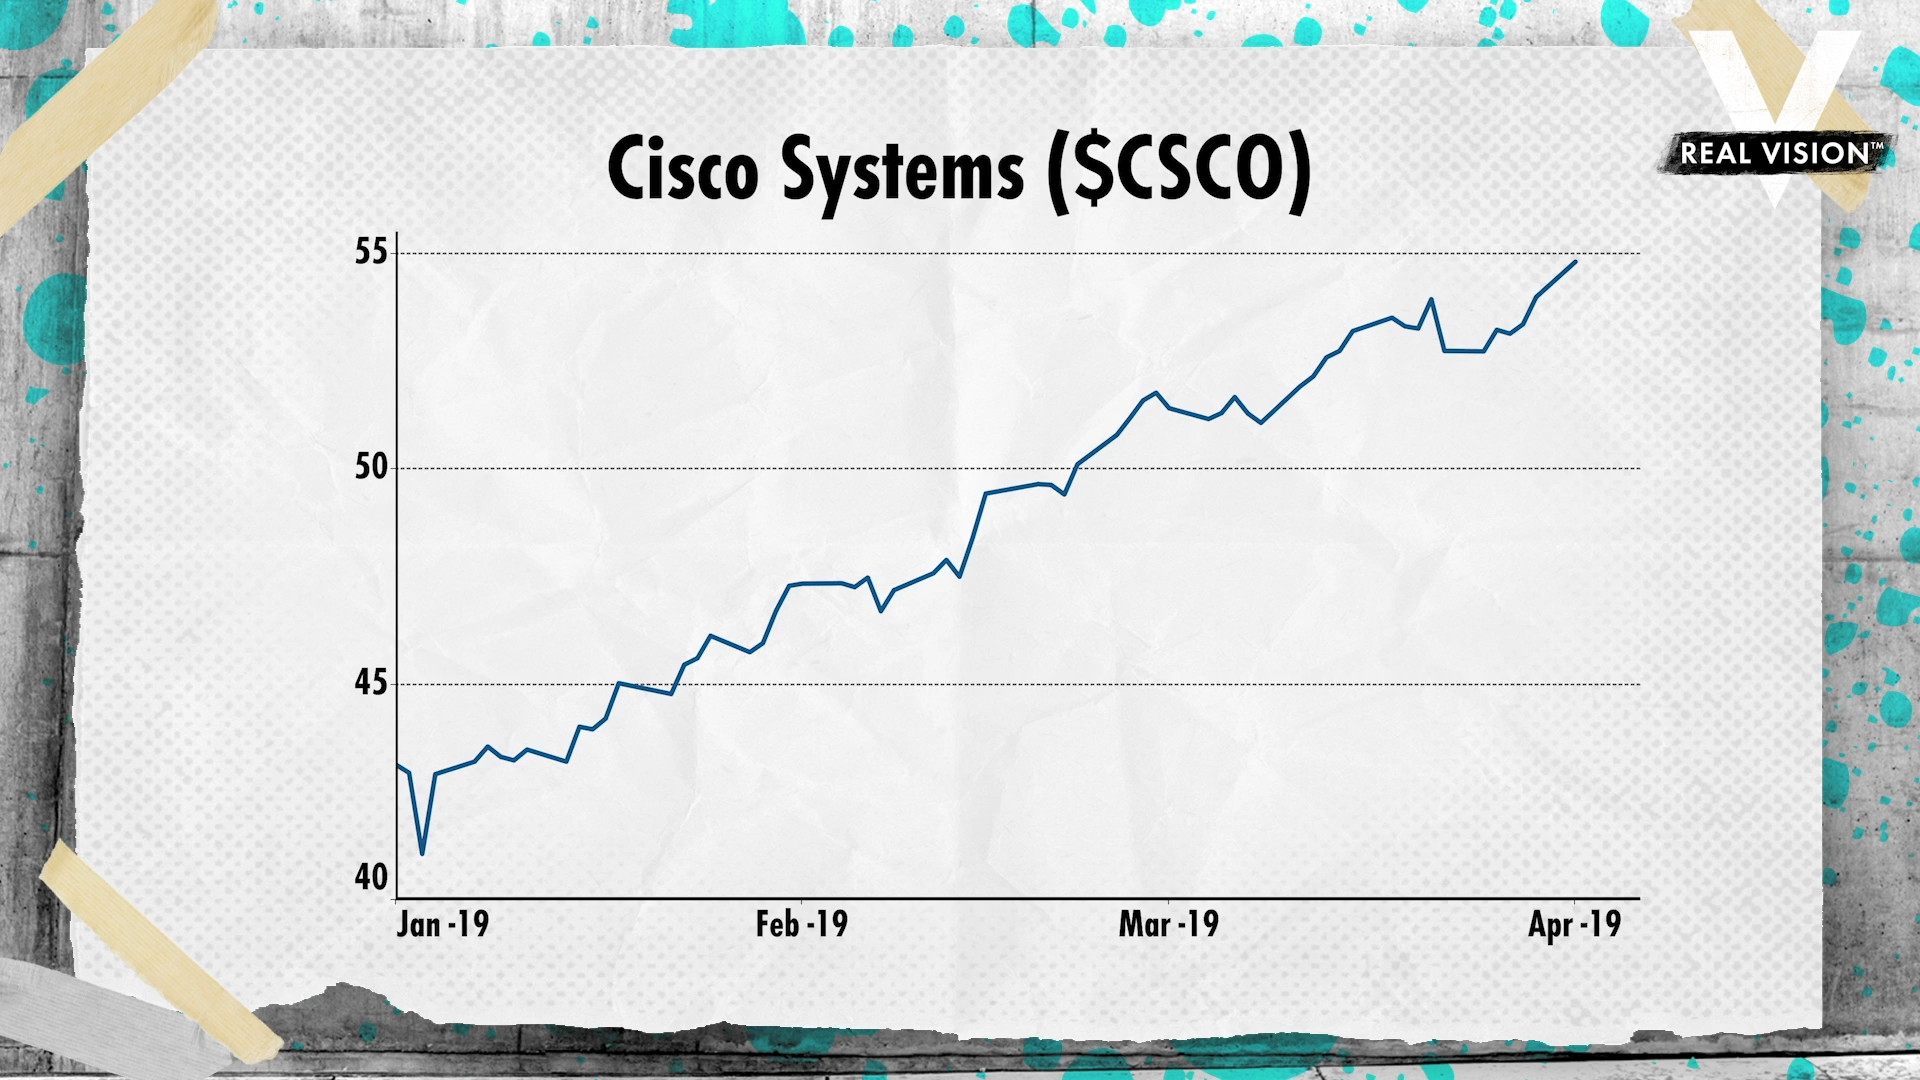 REAL VISION™
Cisco Systems ($CSCO)
55
50
45
40
Jan -19
Feb -19
Mar -19
Apr -19